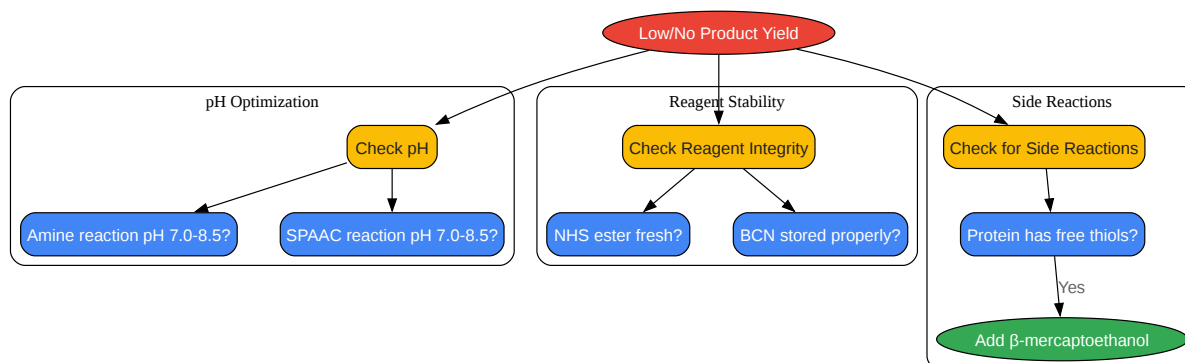 Low/No Product Yield
pH Optimization
Reagent Stability
Side Reactions
Check pH
Check Reagent Integrity
Check for Side Reactions
Amine reaction pH 7.0-8.5?
SPAAC reaction pH 7.0-8.5?
NHS ester fresh?
BCN stored properly?
Protein has free thiols?
Yes
Add β-mercaptoethanol